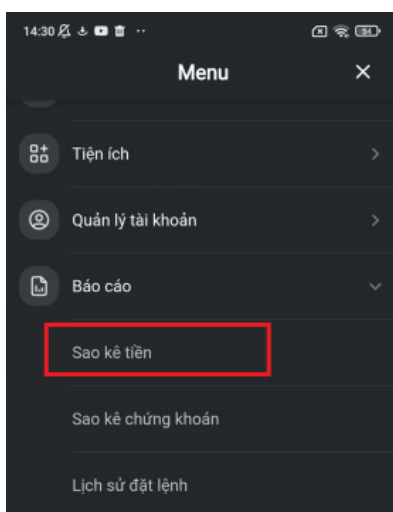 14:30
54
Menu
Tiện ích
Quản lý tài khoản
Báo cáo
Sao kê tiền
Sao kê chứng khoán
Lịch sử đặt lệnh